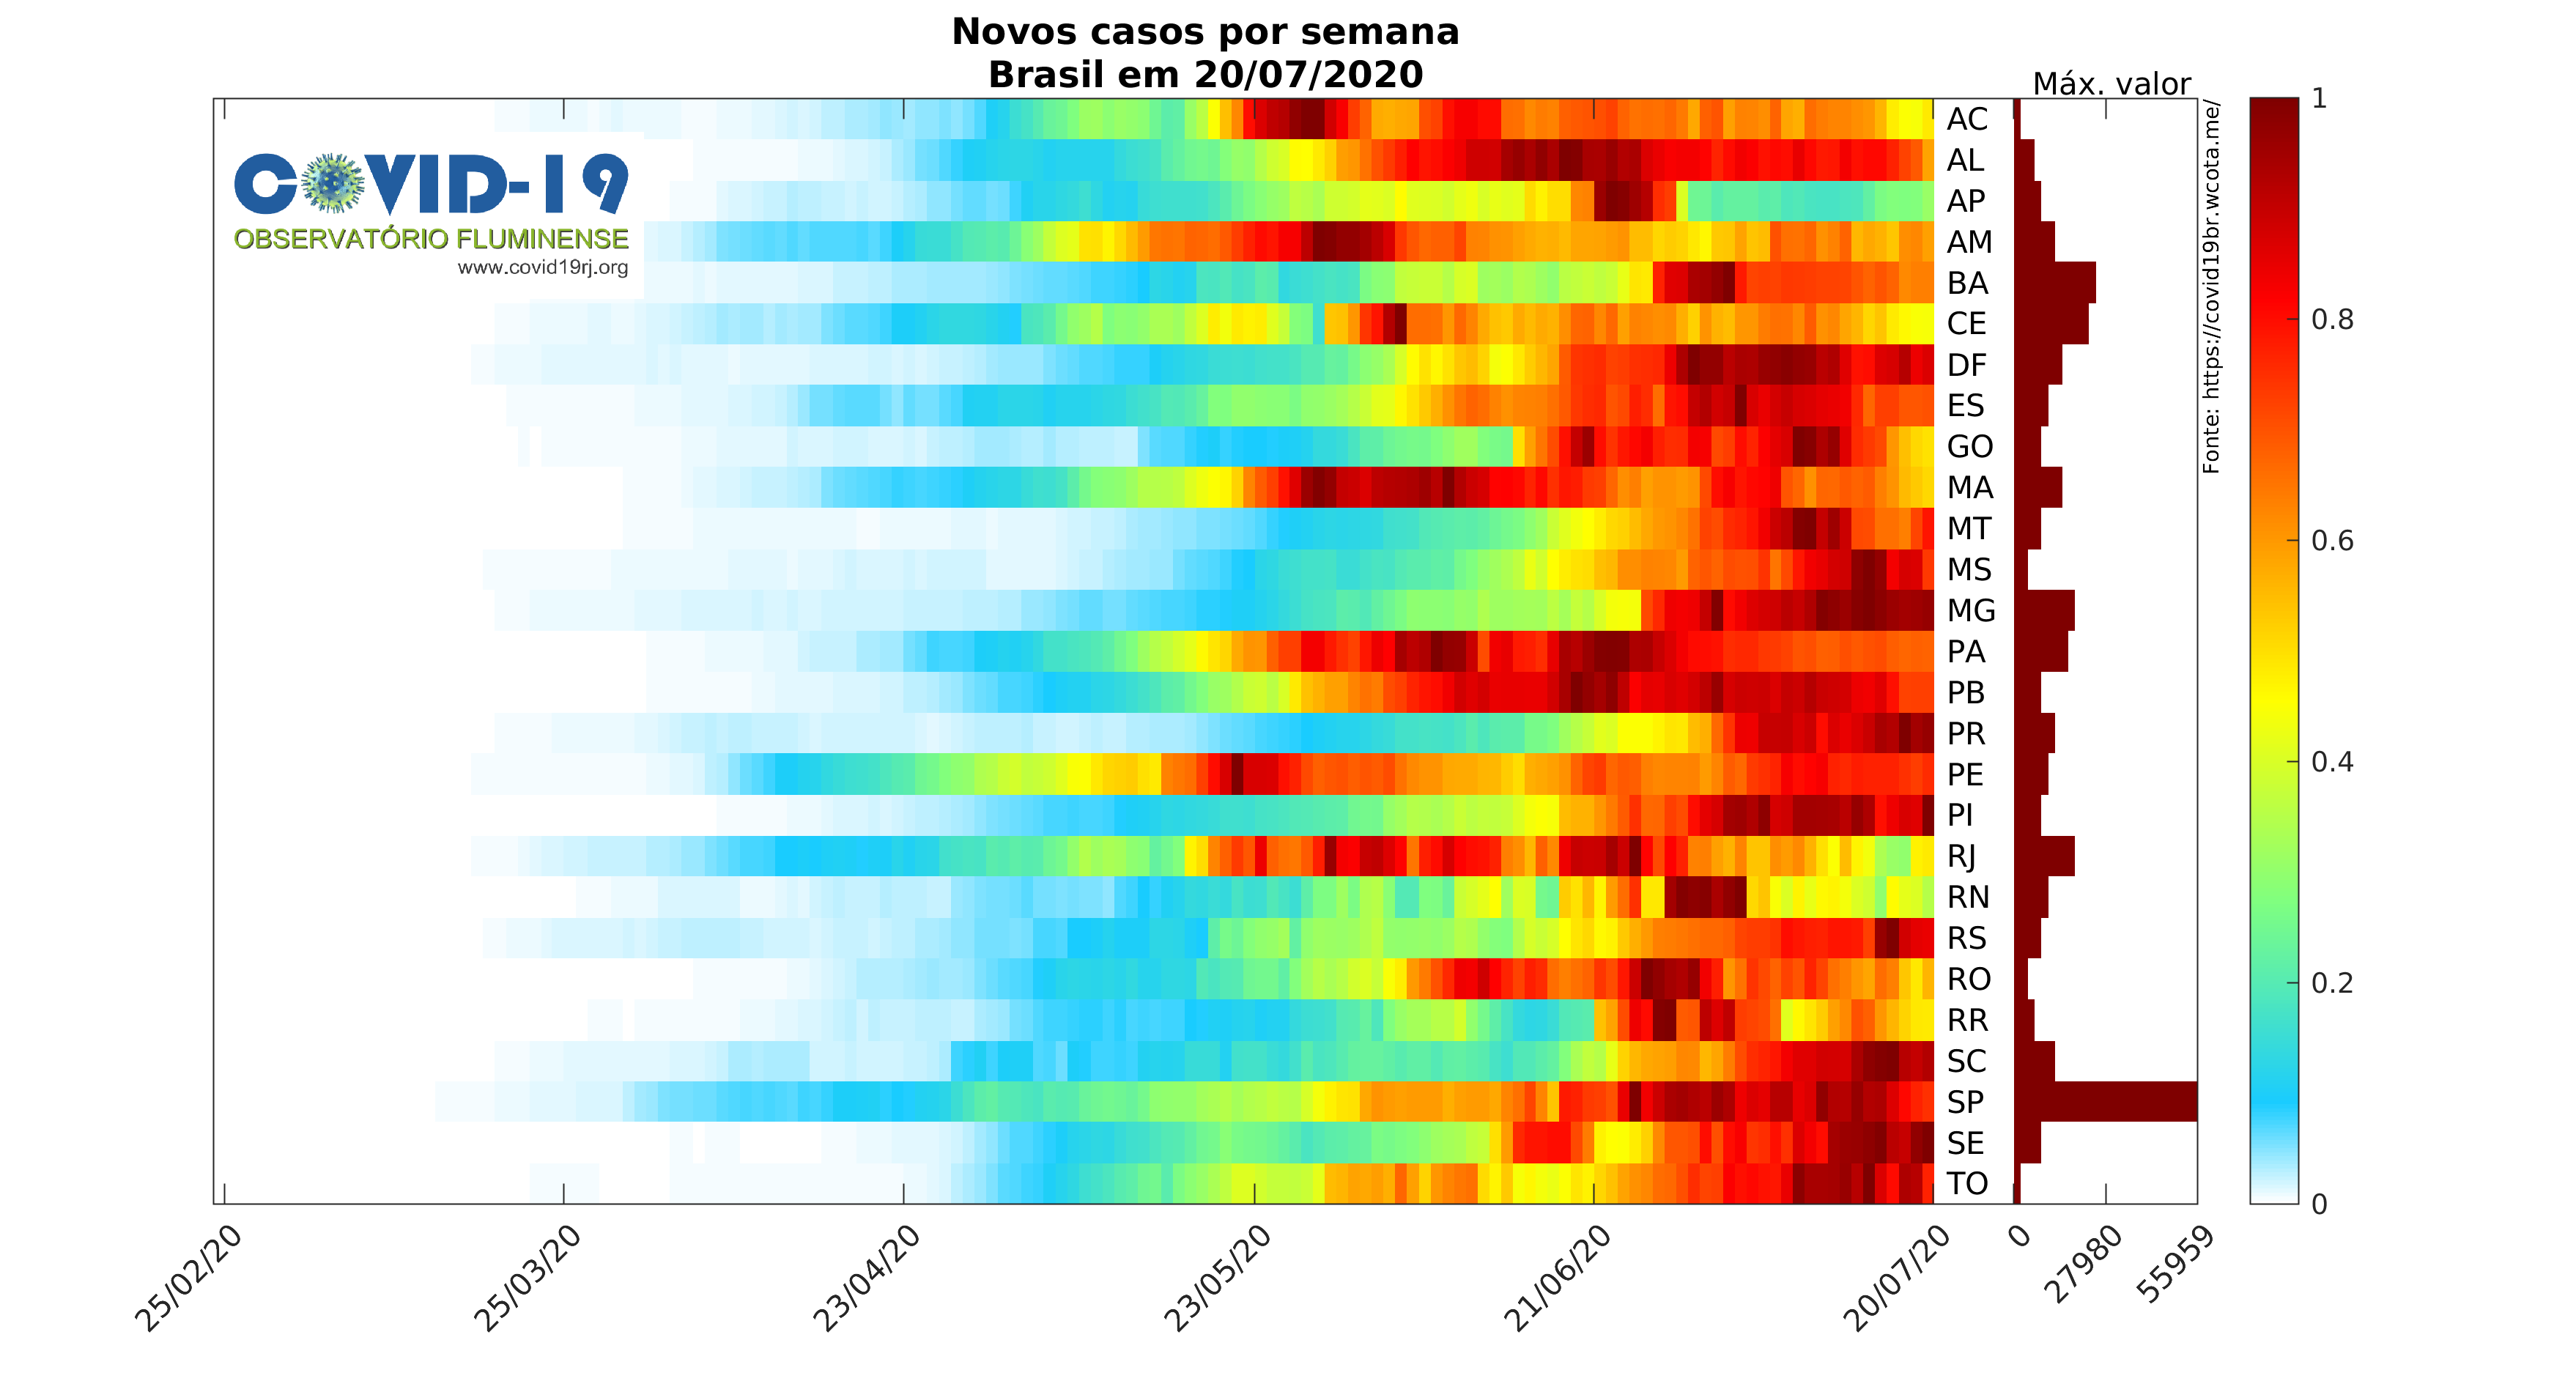 Novos casos por semana
Brasil em 20/07/2020
Máx. valor
COVID-19
OBSERVATÓRIO FLUMINENSE
www.covid19rj.org
AC
AL
AP
AM
BA
CE
DF
ES
GO
MA
MT
MS
MG
PA
PB
PR
PE
PI
RJ
RN
RS
RO
RR
SC
SP
SE
TO
Fonte: https://covid19br.wcota.me/
1
0.8
0.6
0.4
0.2
0
25/02/20
25/03/20
23/04/20
23/05/20
21/06/20
20/07/20
0
27980
55959